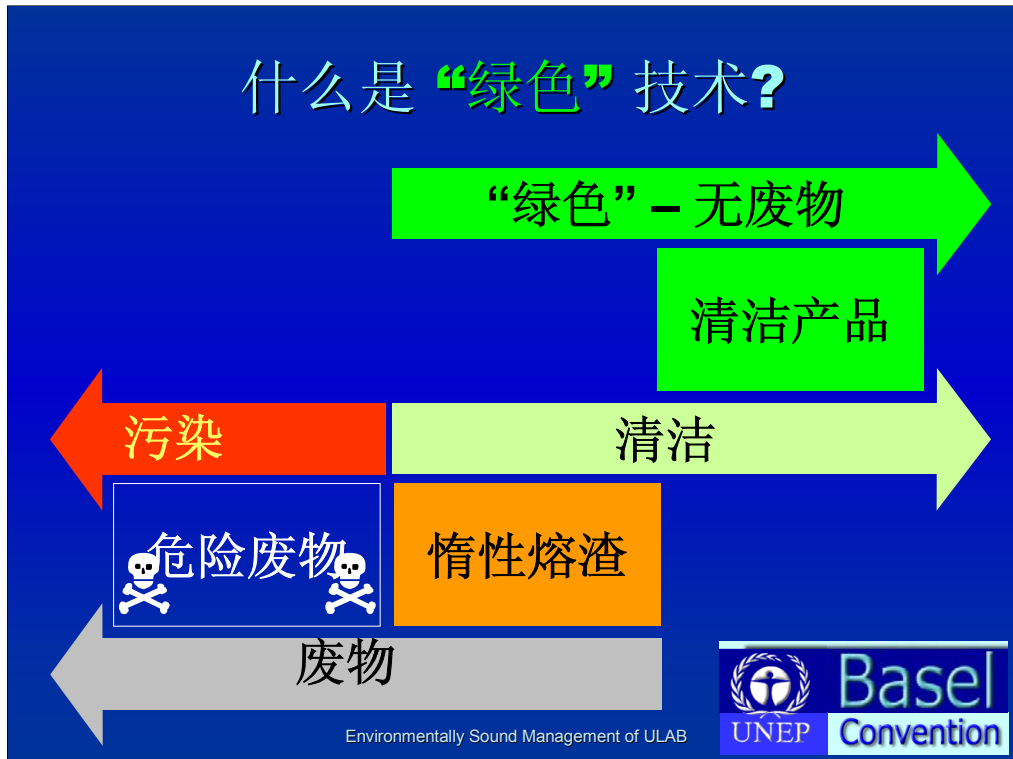 什么是 “绿色” 技术?
“绿色” – 无废物
清洁产品
污染
清洁
危险废物
惰性熔渣
废物
Environmentally Sound Management of ULAB
UNEP
Basel
Convention